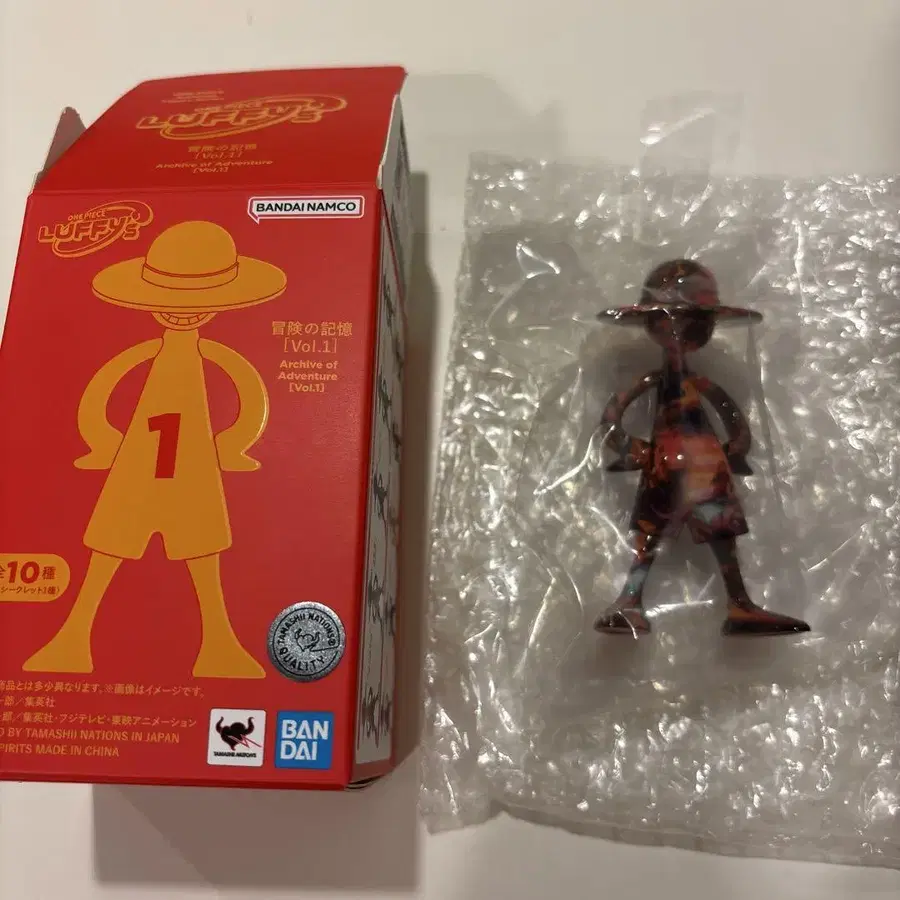 ONE PIECE
LUFFY's
冒険の記憶
[Vol.1]
Archive of Adventure
[Vol.1]
BANDAI NAMCO
ONE PIECE
LUFFY's
冒険の記憶
[Vol.1]
Archive of
Adventure
[Vol.1]
1
全10種
シークレット1種)
TAMASHII NATIONS
QUALITY
商品とは多少異なります。※画像はイメージです。
一郎／集英社
郎／集英社・フジテレビ・東映アニメーション
D BY TAMASHII NATIONS IN JAPAN
SPIRITS MADE IN CHINA
TAMASHII NATIONS
BAN
DAI